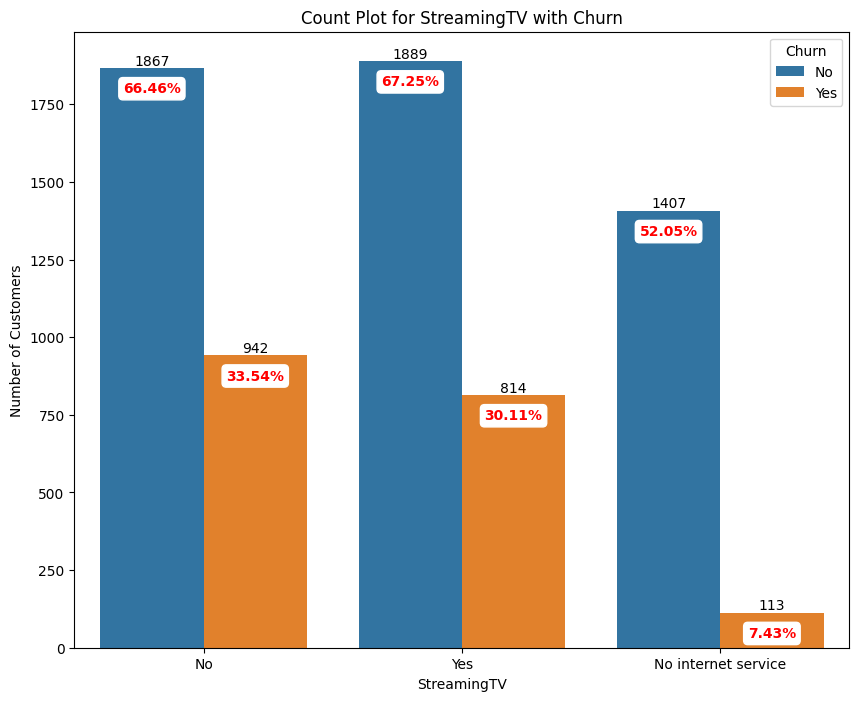 Count Plot for StreamingTV with Churn
Churn
No
Yes
1867
66.46%
942
33.54%
1889
67.25%
814
30.11%
1407
52.05%
113
7.43%
Number of Customers
1750
1500
1250
1000
750
500
250
0
No
Yes
No internet service
StreamingTV